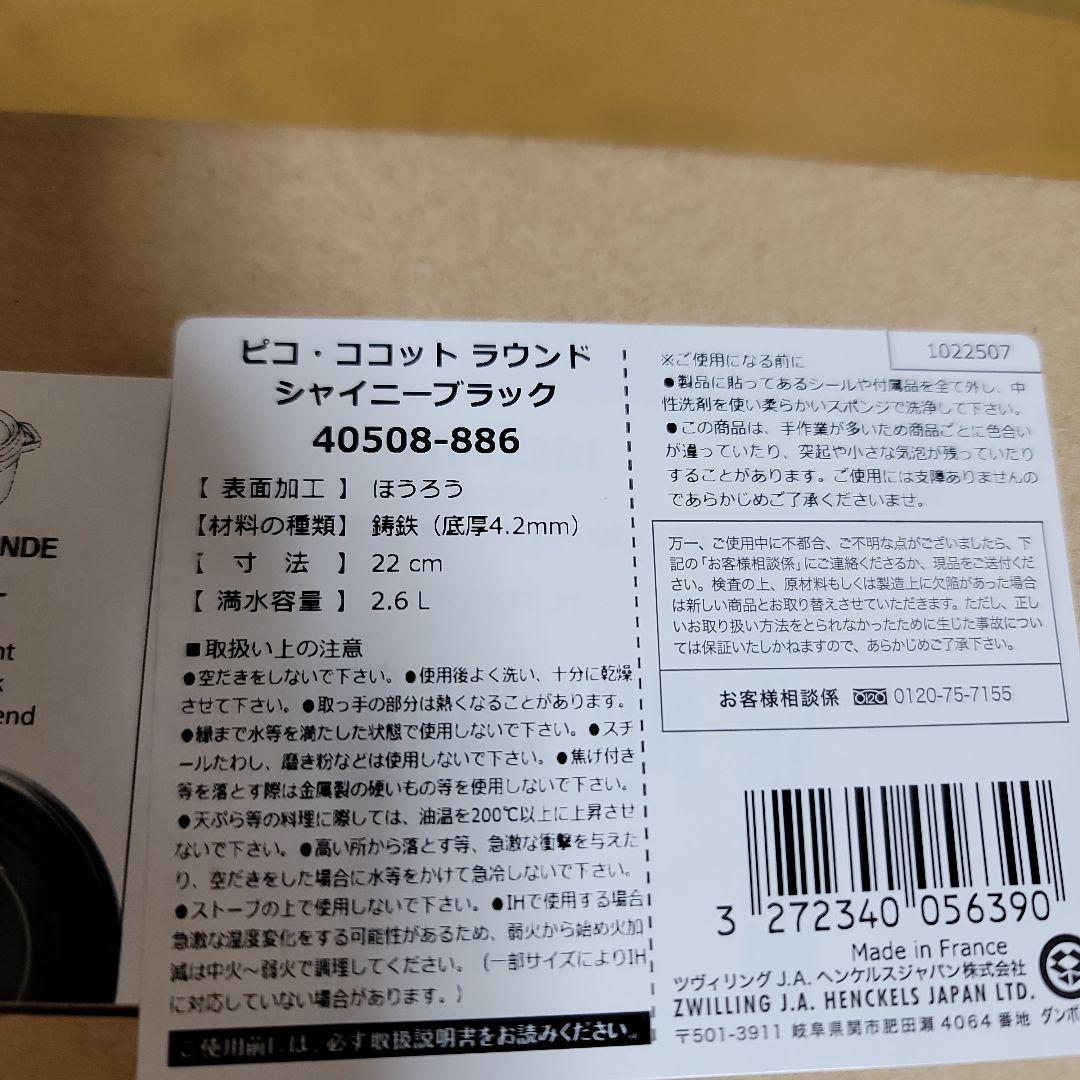 ピコ・ココット ラウンド
シャイニーブラック
40508-886
【 表面加工 】 ほうろう
【材料の種類】 鋳鉄（底厚4.2mm）
【 寸 法 】 22 cm
【 満水容量 】 2.6 L
■取扱い上の注意
●空だきをしないで下さい。●使用後よく洗い、十分に乾燥
させて下さい。●取っ手の部分は熱くなることがあります。
●縁まで水等を満たした状態で使用しないで下さい。●スチ
ールたわし、磨き粉などは使用しないで下さい。●焦げ付き
等を落とす際は金属製の硬いもの等を使用しないで下さい。
●天ぷら等の料理に際しては、油温を200℃以上に上昇させ
ないで下さい。●高い所から落とす等、急激な衝撃を与えた
り、空だきをした場合に水等をかけて急冷しないで下さい。
●ストーブの上で使用しないで下さい。●IHで使用する場合
急激な温度変化をする可能性があるため、弱火から始め火加
減は中火～弱火で調理してください。（一部サイズによりIH
に対応していない場合があります。）
ご使用前には、必ず取扱説明書をお読みください。
1022507
※ご使用になる前に
●製品に貼ってあるシールや付属品を全て外し、中
性洗剤を使い柔らかいスポンジで洗浄して下さい。
●この商品は、手作業が多いため商品ごとに色合い
が違っていたり、突起や小さな気泡が残っていたり
することがあります。ご使用には支障ありませんの
であらかじめご了承くださいませ。
万一、ご使用中に不都合、ご不明な点がございましたら、下
記の「お客様相談係」にご連絡くださるか、現品をご送付くだ
さい。検査の上、原材料もしくは製造上に欠陥があった場合
は新しい商品とお取り替えさせていただきます。ただし、正し
いお取り扱い方法をとられなかったために生じた事故につい
ては保証いたしかねますので、あらかじめご了承下さい。
お客様相談係 0120-75-7155
3 272340 056390
Made in France
ツヴィリング J.A. ヘンケルスジャパン株式会社
ZWILLING J.A. HENCKELS JAPAN LTD.
〒501-3911 岐阜県関市肥田瀬 4064 番地
ダンボ
NDE
nt
k
end